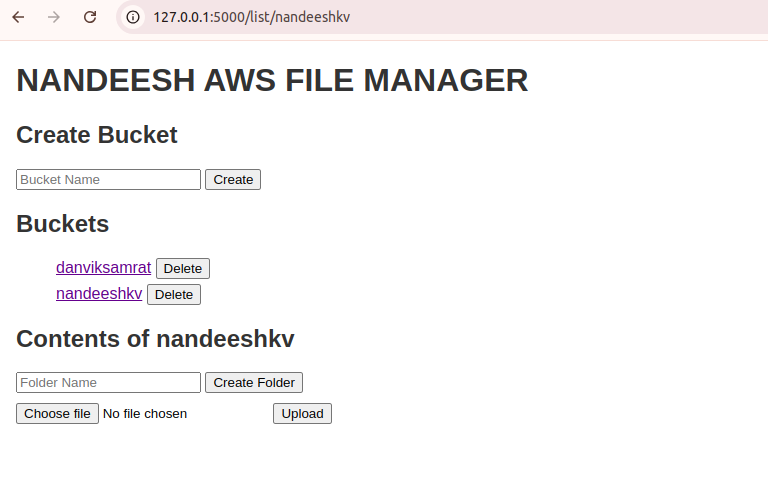 127.0.0.1:5000/list/nandeeshkv
NANDEESH AWS FILE MANAGER
Create Bucket
Bucket Name Create
Buckets
danviksamrat Delete
nandeeshkv Delete
Contents of nandeeshkv
Folder Name Create Folder
Choose file No file chosen Upload